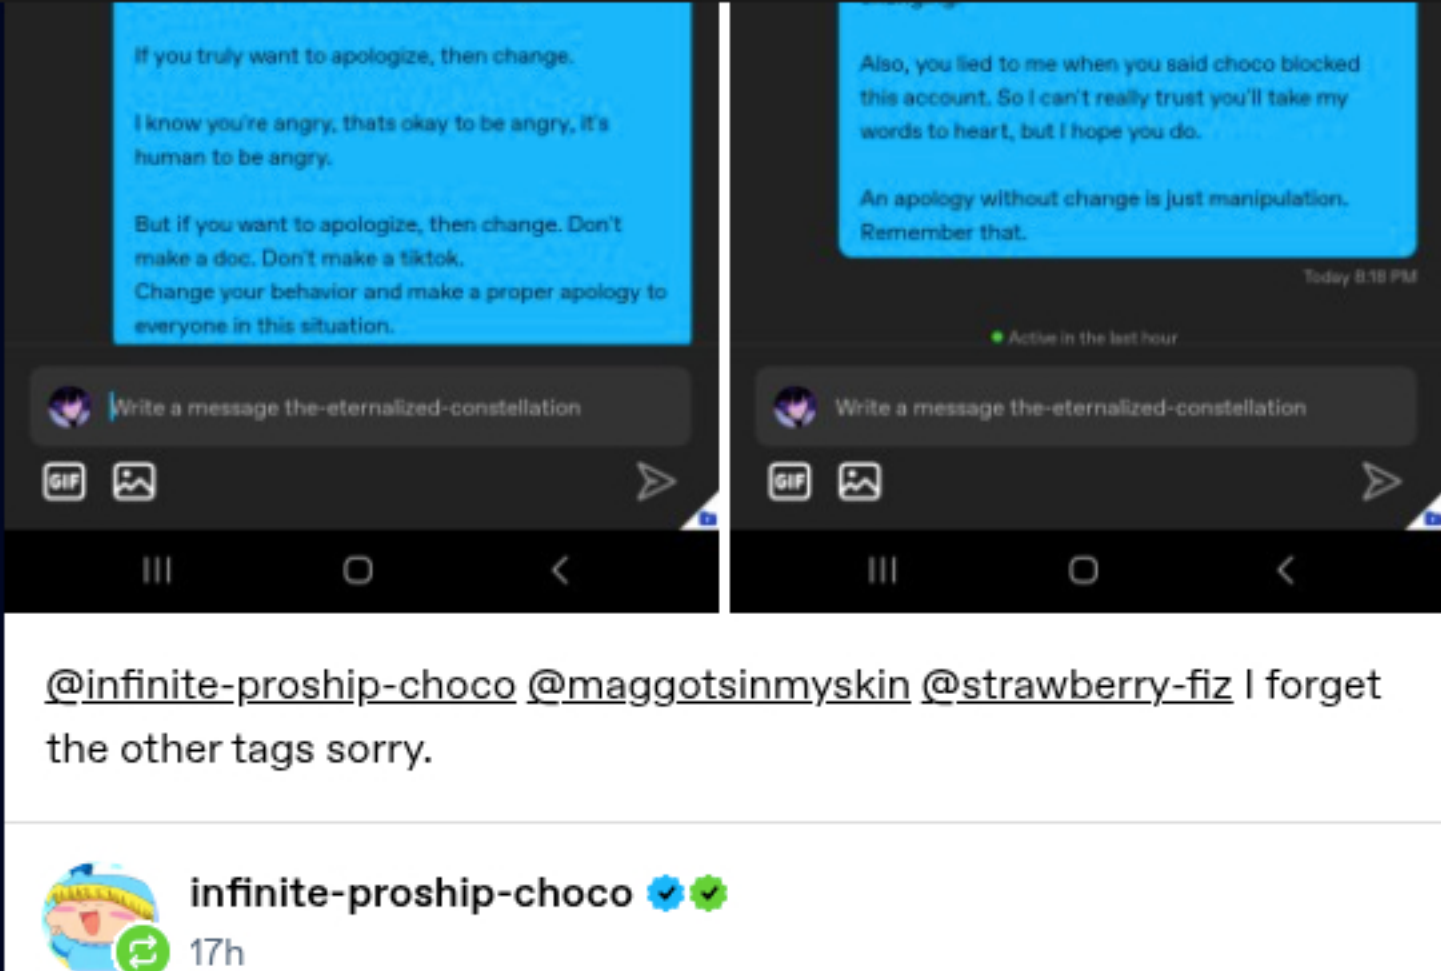 If you truly want to apologize, then change.
I know you're angry, thats okay to be angry, it's
human to be angry.
But if you want to apologize, then change. Don't
make a doc. Don't make a tiktok.
Change your behavior and make a proper apology to
everyone in this situation.
Write a message the-eternalized-constellation
GIF
Also, you lied to me when you said choco blocked
this account. So I can't really trust you'll take my
words to heart, but I hope you do.
An apology without change is just manipulation.
Remember that.
Today 8:18 PM
Active in the last hour
Write a message the-eternalized-constellation
GIF
@infinite-proship-choco @maggotsinmyskin @strawberry-fiz I forget
the other tags sorry.
infinite-proship-choco
17h